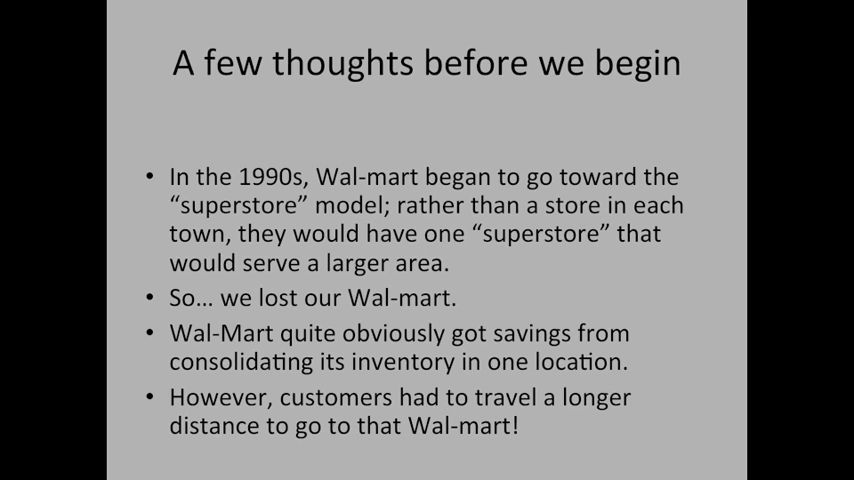 A few thoughts before we begin
• In the 1990s, Wal-mart began to go toward the
“superstore” model; rather than a store in each
town, they would have one “superstore” that
would serve a larger area.
• So… we lost our Wal-mart.
• Wal-Mart quite obviously got savings from
consolidating its inventory in one location.
• However, customers had to travel a longer
distance to go to that Wal-mart!